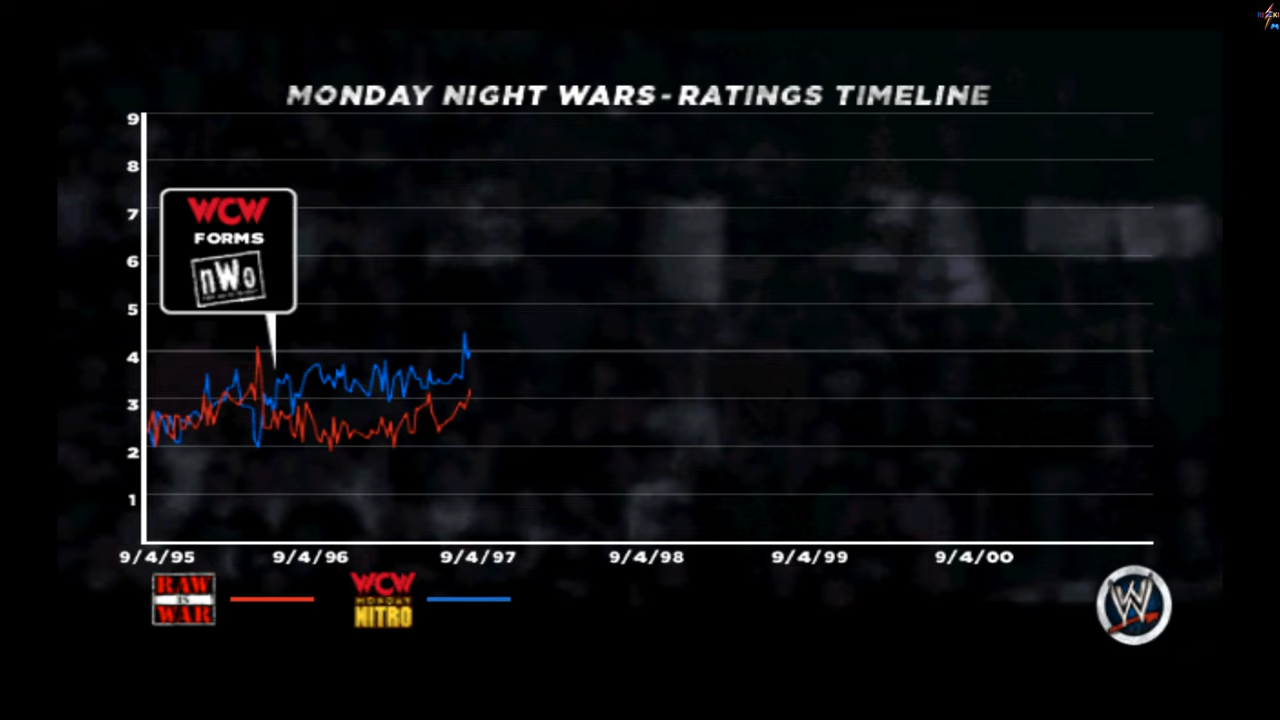 MONDAY NIGHT WARS - RATINGS TIMELINE
9
8
7
6
5
4
3
2
1
WCW
FORMS
nWo
9/4/95 9/4/96 9/4/97 9/4/98 9/4/99 9/4/00
RAW
IS
WAR
WCW
MONDAY
NITRO
W